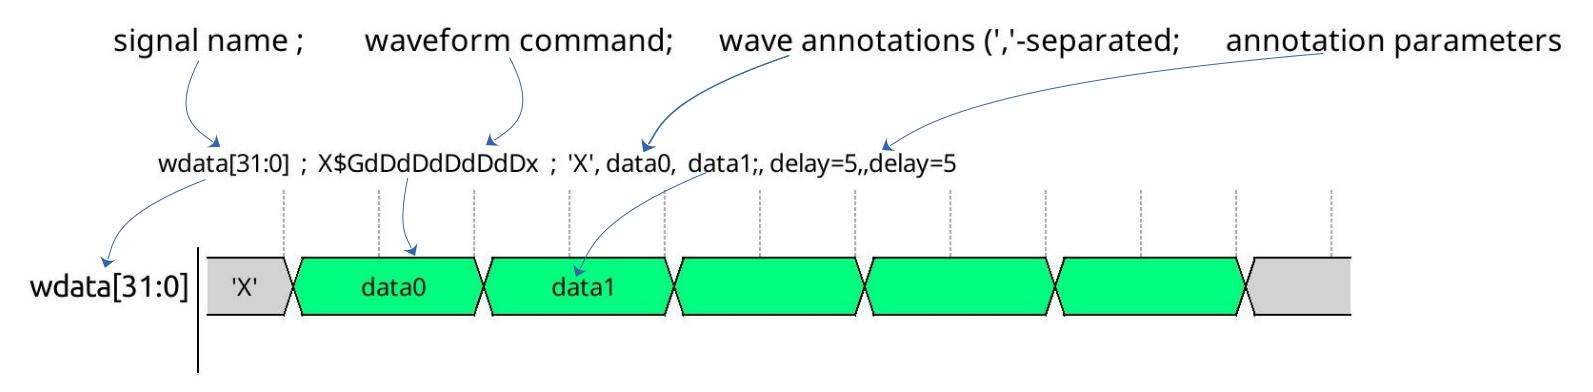 signal name ; waveform command; wave annotations (','-separated; annotation parameters
wdata[31:0] ; X$GdDdDdDdDdDx ; 'X', data0, data1;, delay=5,,delay=5
wdata[31:0] 'X' data0 data1